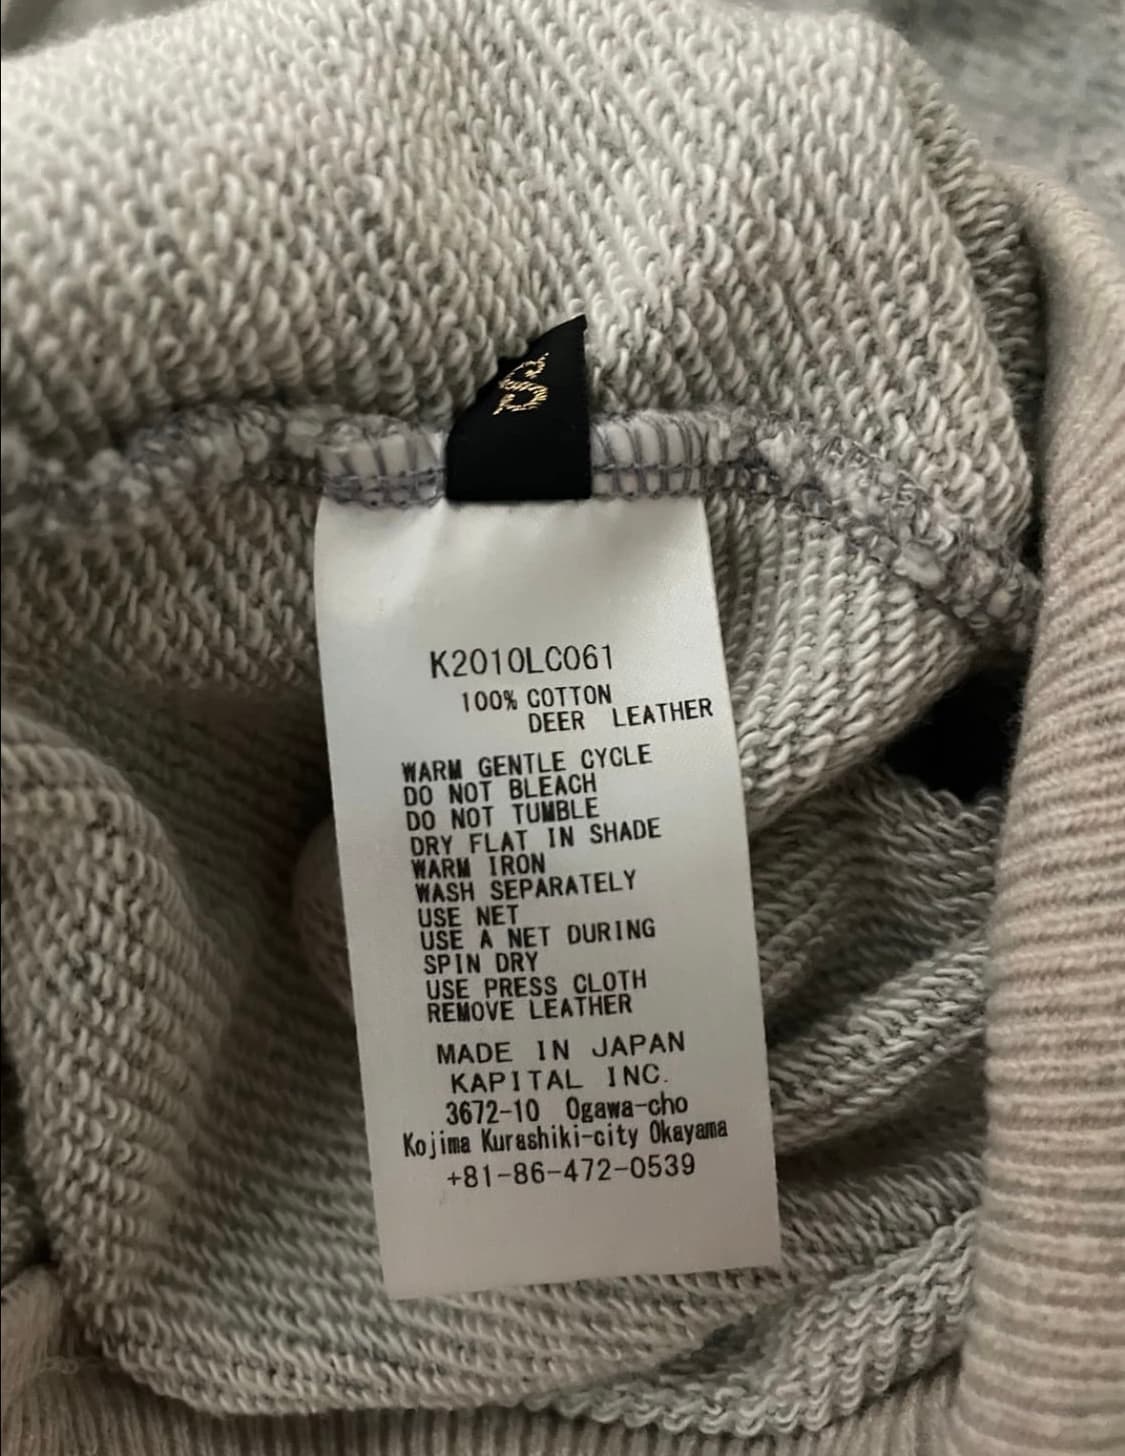 K2010LC061
100% COTTON
DEER LEATHER
WARM GENTLE CYCLE
DO NOT BLEACH
DO NOT TUMBLE
DRY FLAT IN SHADE
WARM IRON
WASH SEPARATELY
USE NET
USE A NET DURING
SPIN DRY
USE PRESS CLOTH
REMOVE LEATHER
MADE IN JAPAN
KAPITAL INC.
3672-10 Ogawa-cho
Kojima Kurashiki-city Okayama
+81-86-472-0539